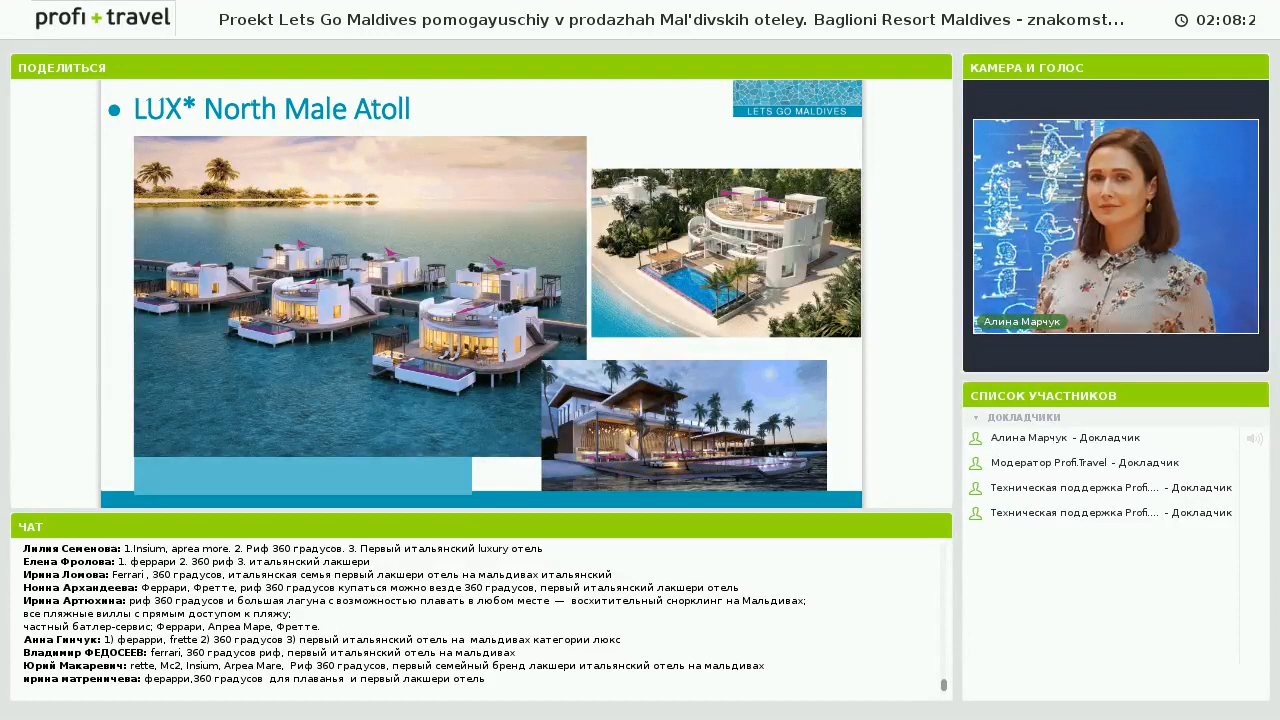 profi + travel
Proekt Lets Go Maldives pomogayuschiy v prodazhah Mal'divskih oteley. Baglioni Resort Maldives - znakomst...
02:08:2
ПОДЕЛИТЬСЯ
• LUX* North Male Atoll
LETS GO MALDIVES
КАМЕРА И ГОЛОС
Алина Марчук
СПИСОК УЧАСТНИКОВ
ДОКЛАДЧИКИ
Алина Марчук - Докладчик
Модератор Profi.Travel - Докладчик
Техническая поддержка Profi.... - Докладчик
Техническая поддержка Profi.... - Докладчик
ЧАТ
Лилия Семенова: 1.Insium, aprea more. 2. Риф 360 градусов. 3. Первый итальянский luxury отель
Елена Фролова: 1. феррари 2. 360 риф 3. итальянский лакшери
Ирина Ломова: Ferrari , 360 градусов, итальянская семья первый лакшери отель на мальдивах итальянский
Нонна Архандеева: Феррари, Фретте, риф 360 градусов купаться можно везде 360 градусов, первый итальянский лакшери отель
Ирина Артюхина: риф 360 градусов и большая лагуна с возможностью плавать в любом месте — восхтитительный снорклинг на Мальдивах;
все пляжные виллы с прямым доступом к пляжу;
частный батлер-сервис; Феррари, Апреа Маре, Фретте.
Анна Гинчук: 1) ферарри, frette 2) 360 градусов 3) первый итальянский отель на мальдивах категории люкс
Владимир ФЕДОСЕЕВ: ferrari, 360 градусов риф, первый итальянский отель на мальдивах
Юрий Макаревич: rette, Mc2, Insium, Arpea Mare, Риф 360 градусов, первый семейный бренд лакшери итальянский отель на мальдивах
ирина матреничева: ферарри,360 градусов для плаванья и первый лакшери отель